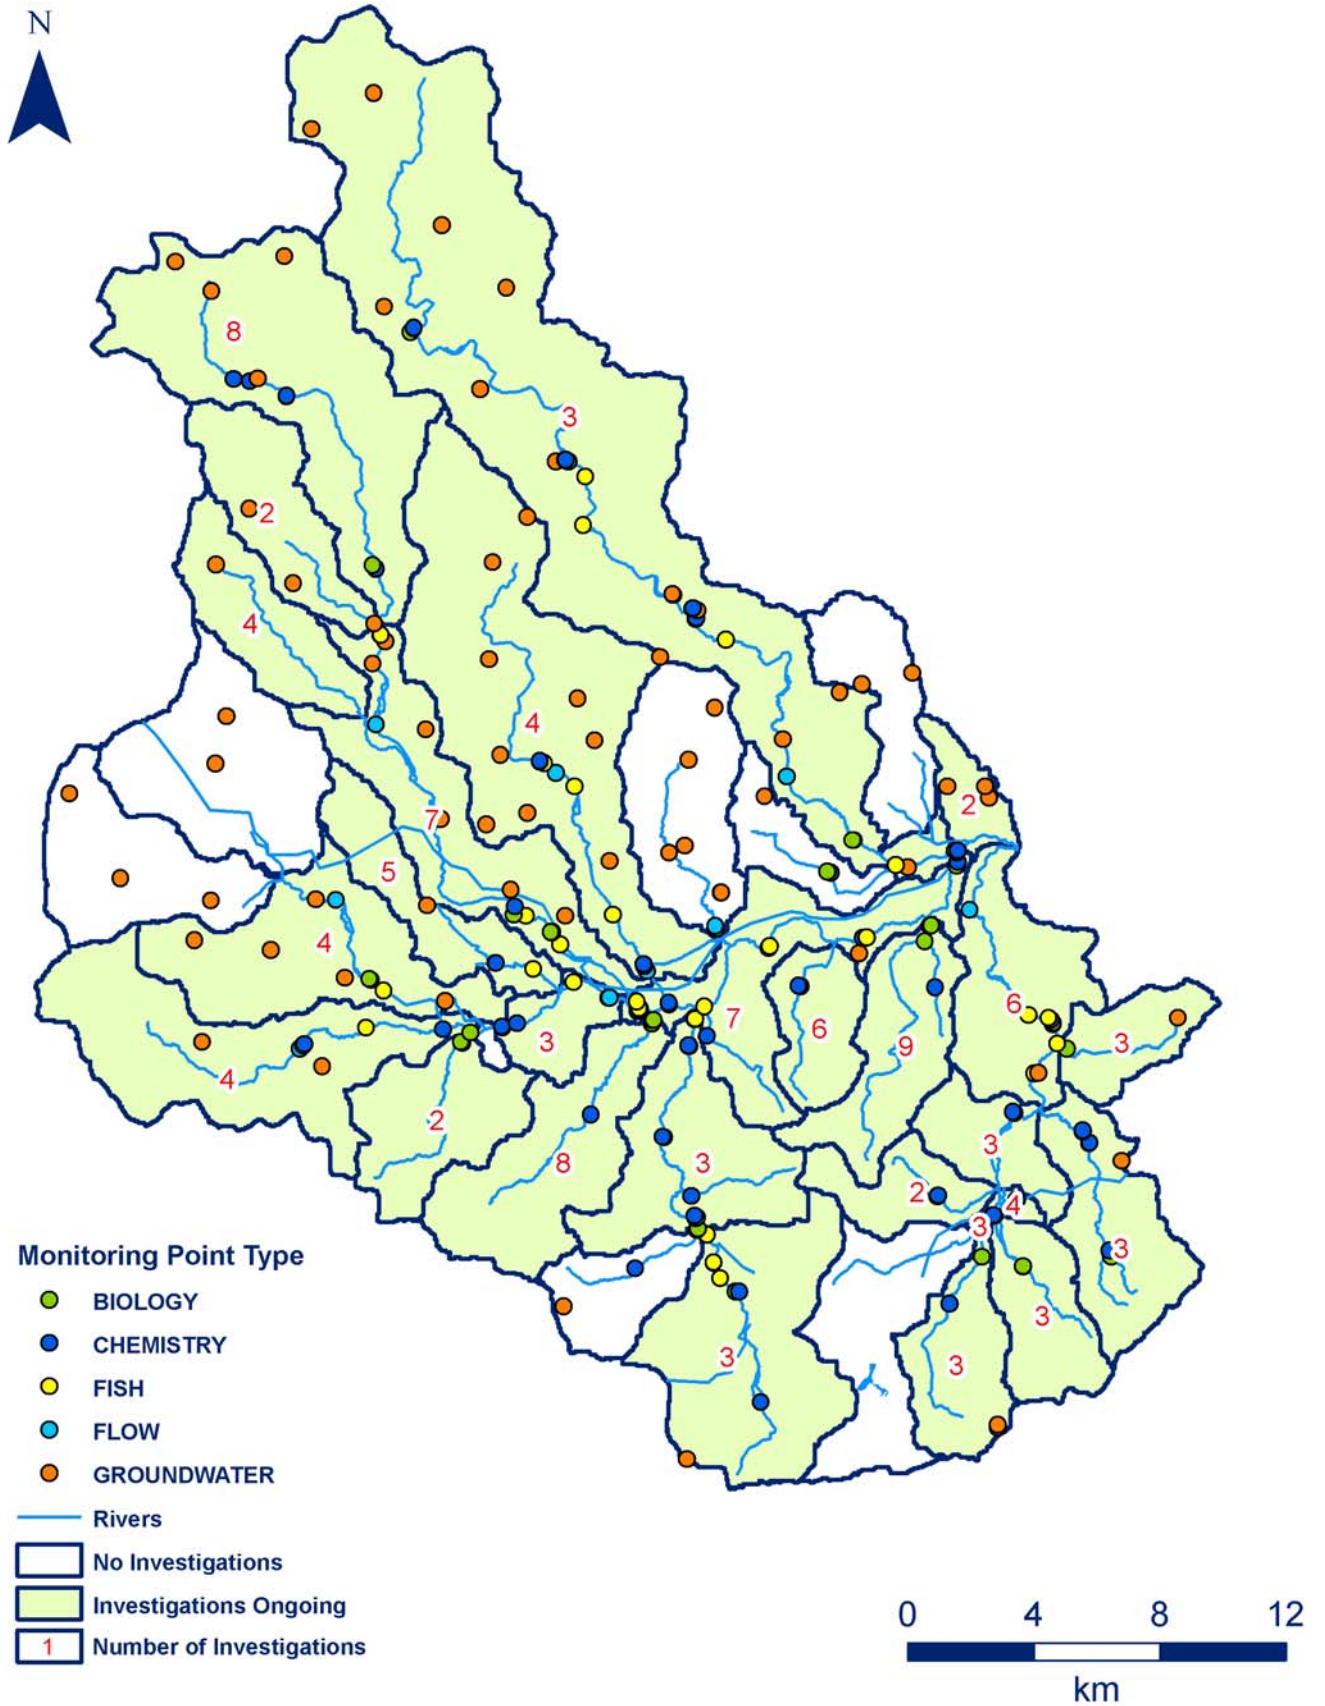 N
8
3
2
4
4
7
5
2
4
4
3
7
6
9
6
3
2
8
3
3
2
4
3
3
3
3
3
Monitoring Point Type
BIOLOGY
CHEMISTRY
FISH
FLOW
GROUNDWATER
Rivers
No Investigations
Investigations Ongoing
1 Number of Investigations
0 4 8 12
km